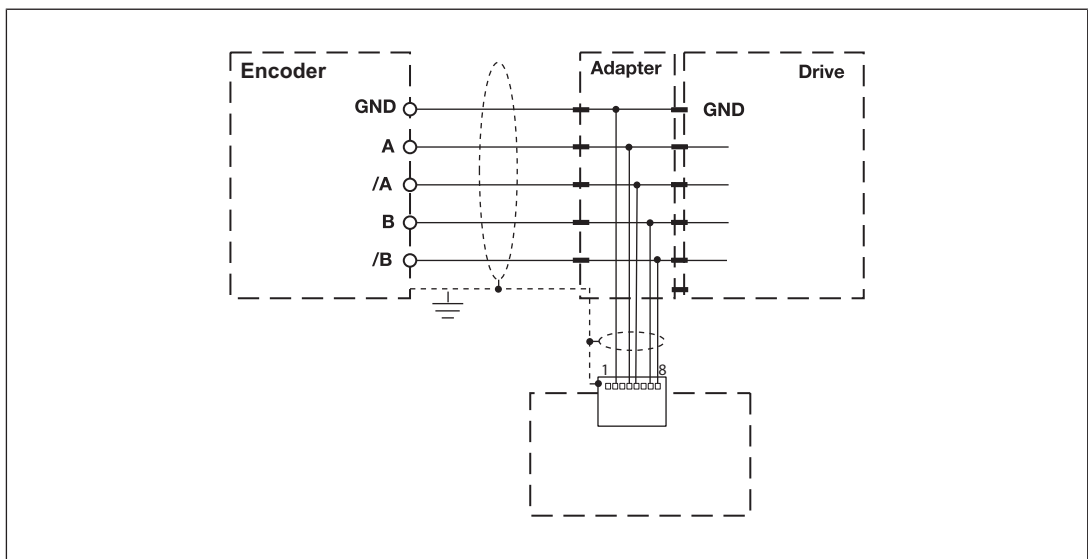 Encoder
Adapter
Drive
GND
GND
A
/A
B
/B
1
8